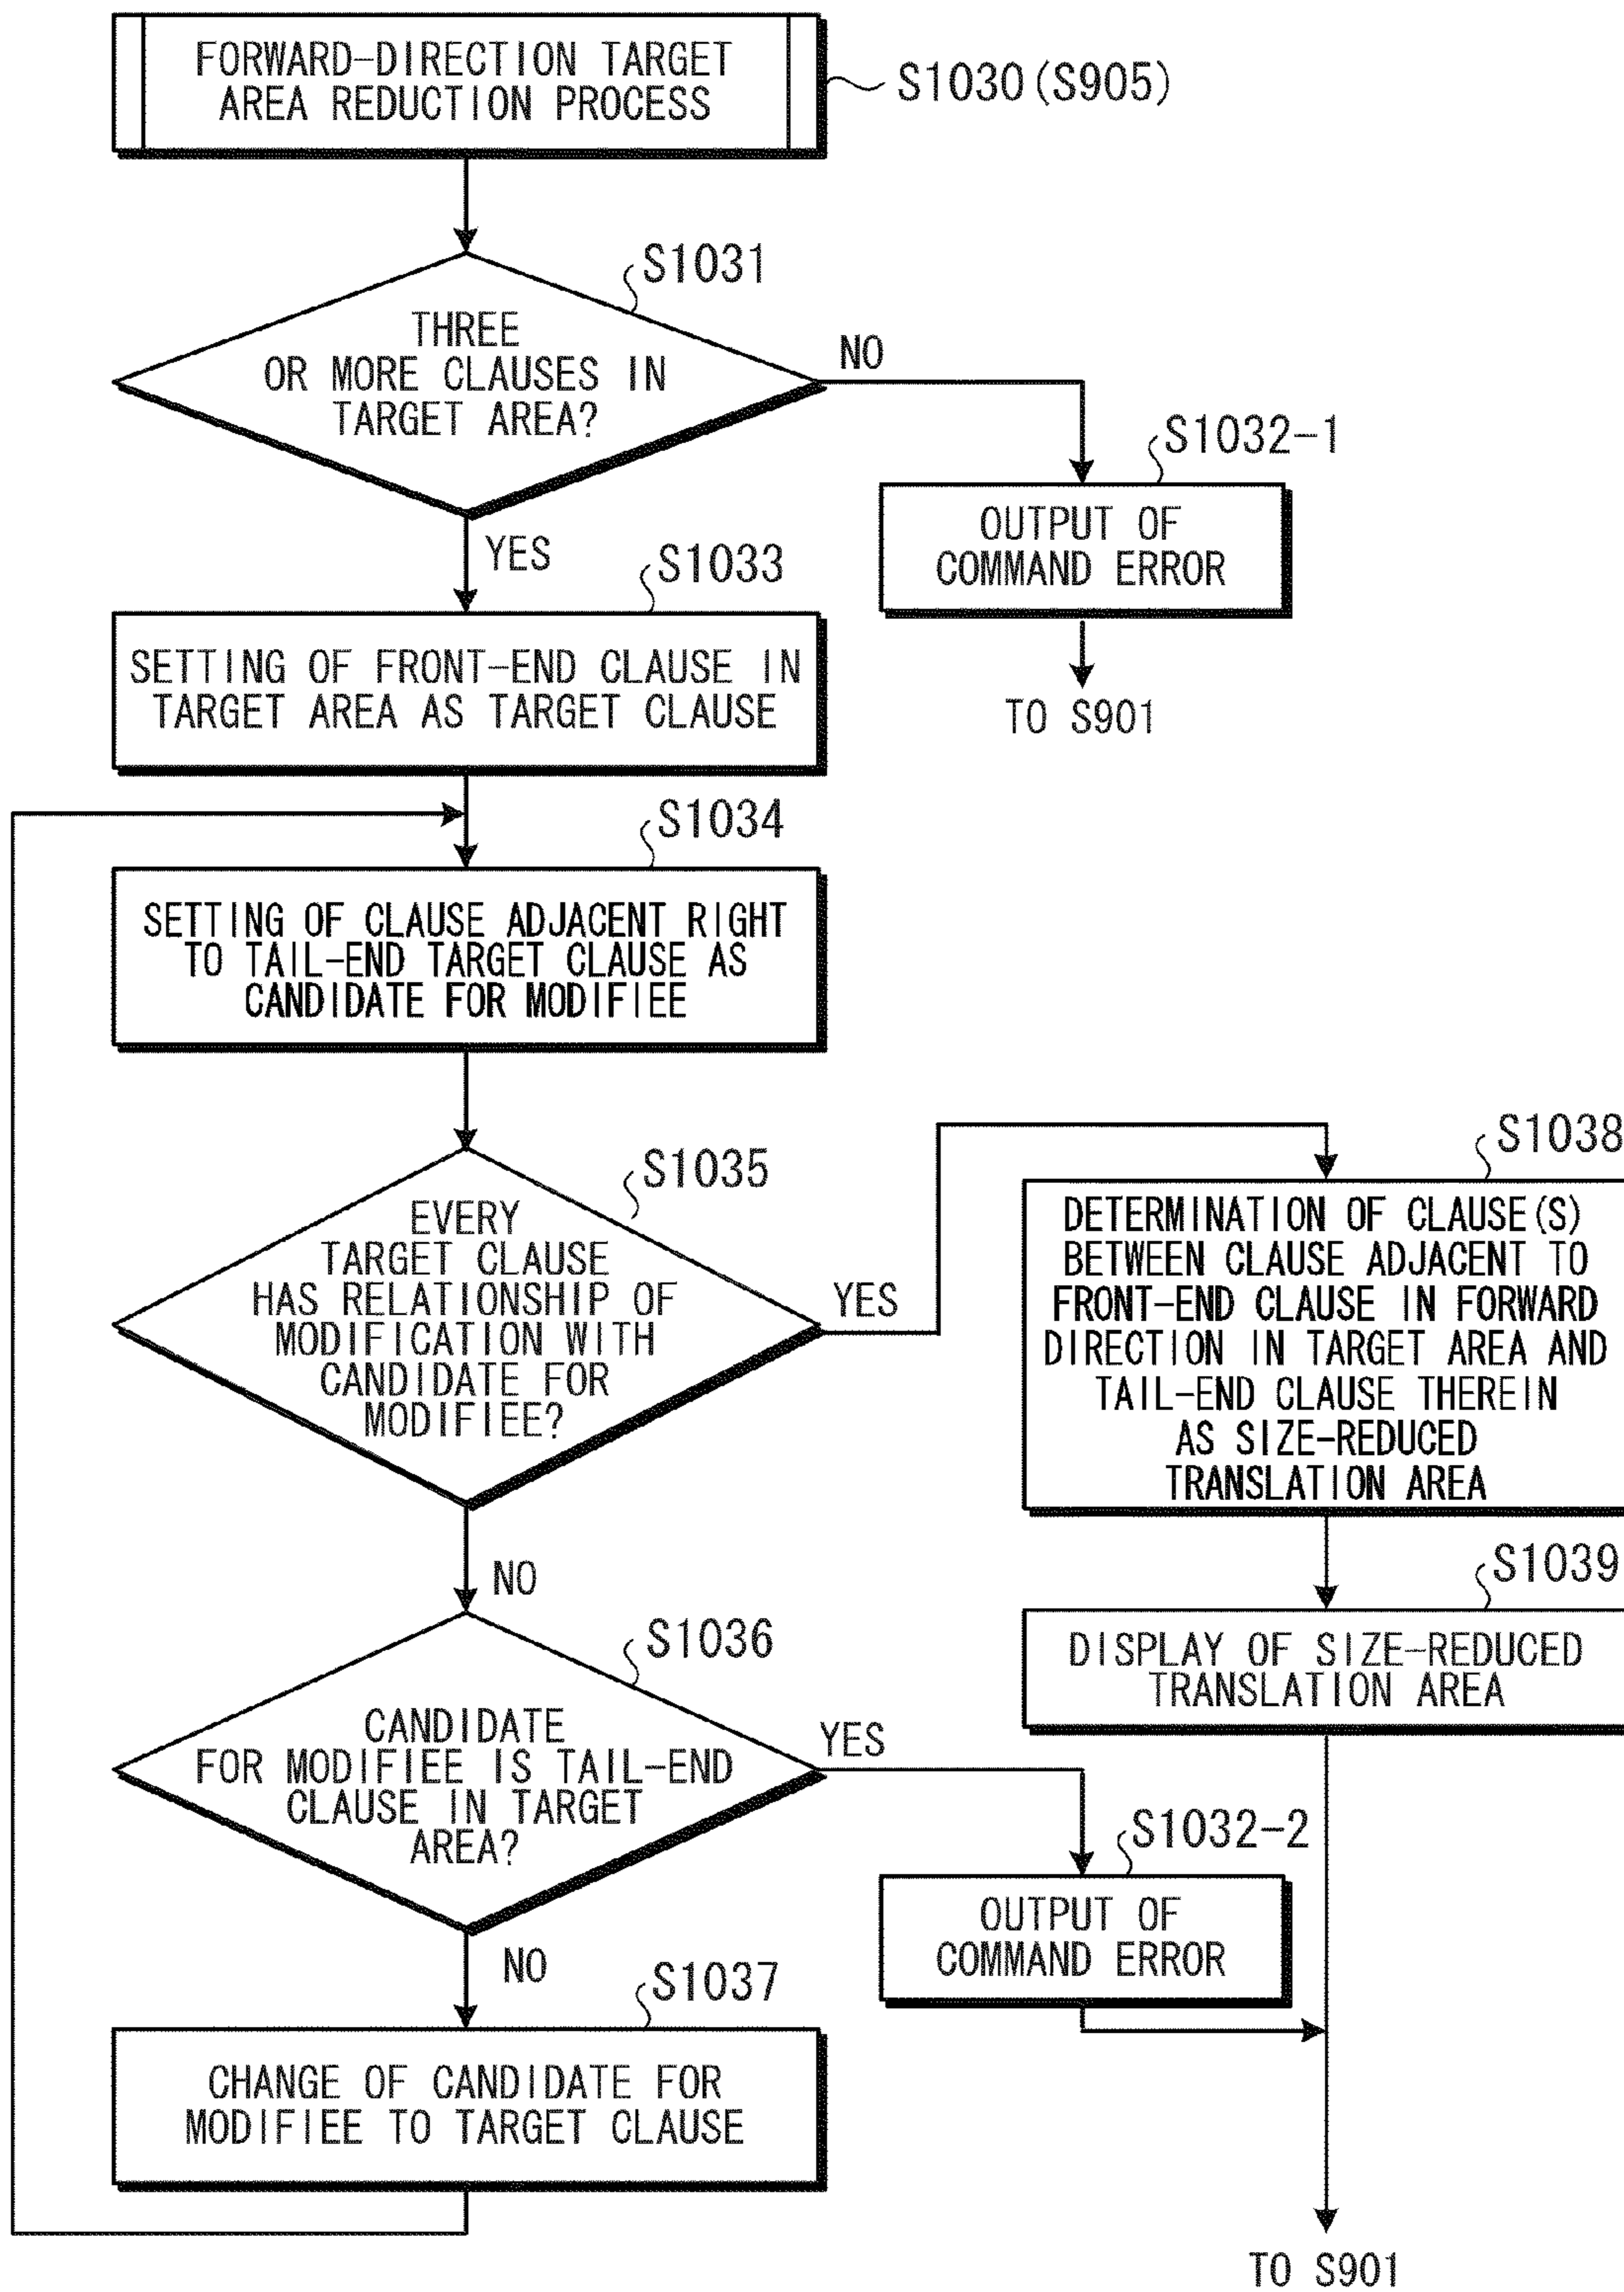 FORWARD-DIRECTION TARGET
AREA REDUCTION PROCESS
S1030(S905)
S1031
THREE
OR MORE CLAUSES IN
TARGET AREA?
NO
S1032-1
OUTPUT OF
COMMAND ERROR
TO S901
YES
S1033
SETTING OF FRONT-END CLAUSE IN
TARGET AREA AS TARGET CLAUSE
S1034
SETTING OF CLAUSE ADJACENT RIGHT
TO TAIL-END TARGET CLAUSE AS
CANDIDATE FOR MODIFIEE
S1035
EVERY
TARGET CLAUSE
HAS RELATIONSHIP OF
MODIFICATION WITH
CANDIDATE FOR
MODIFIEE?
YES
S1038
DETERMINATION OF CLAUSE(S)
BETWEEN CLAUSE ADJACENT TO
FRONT-END CLAUSE IN FORWARD
DIRECTION IN TARGET AREA AND
TAIL-END CLAUSE THEREIN
AS SIZE-REDUCED
TRANSLATION AREA
NO
S1039
DISPLAY OF SIZE-REDUCED
TRANSLATION AREA
S1036
CANDIDATE
FOR MODIFIEE IS TAIL-END
CLAUSE IN TARGET
AREA?
YES
S1032-2
OUTPUT OF
COMMAND ERROR
NO
S1037
CHANGE OF CANDIDATE FOR
MODIFIEE TO TARGET CLAUSE
TO S901